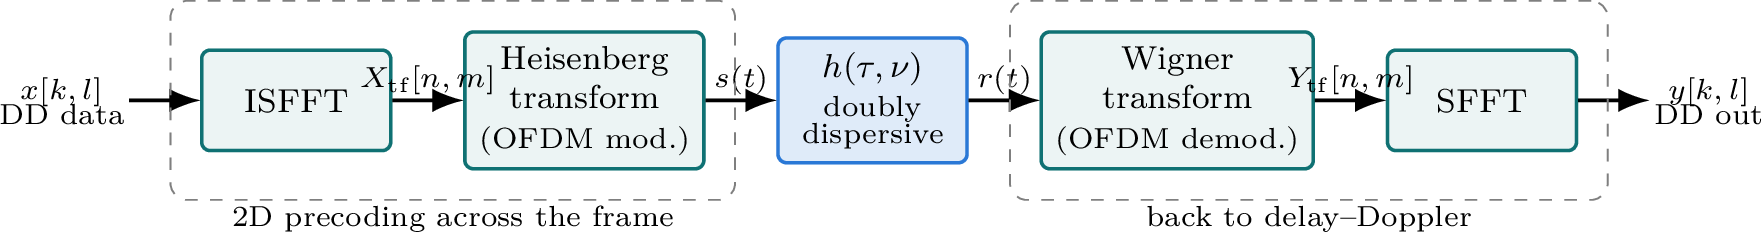 x[k, l]
DD data
ISFFT
X_tf[n, m]
Heisenberg
transform
(OFDM mod.)
s(t)
h(τ, ν)
doubly
dispersive
r(t)
Wigner
transform
(OFDM demod.)
Y_tf[n, m]
SFFT
y[k, l]
DD out
2D precoding across the frame
back to delay–Doppler